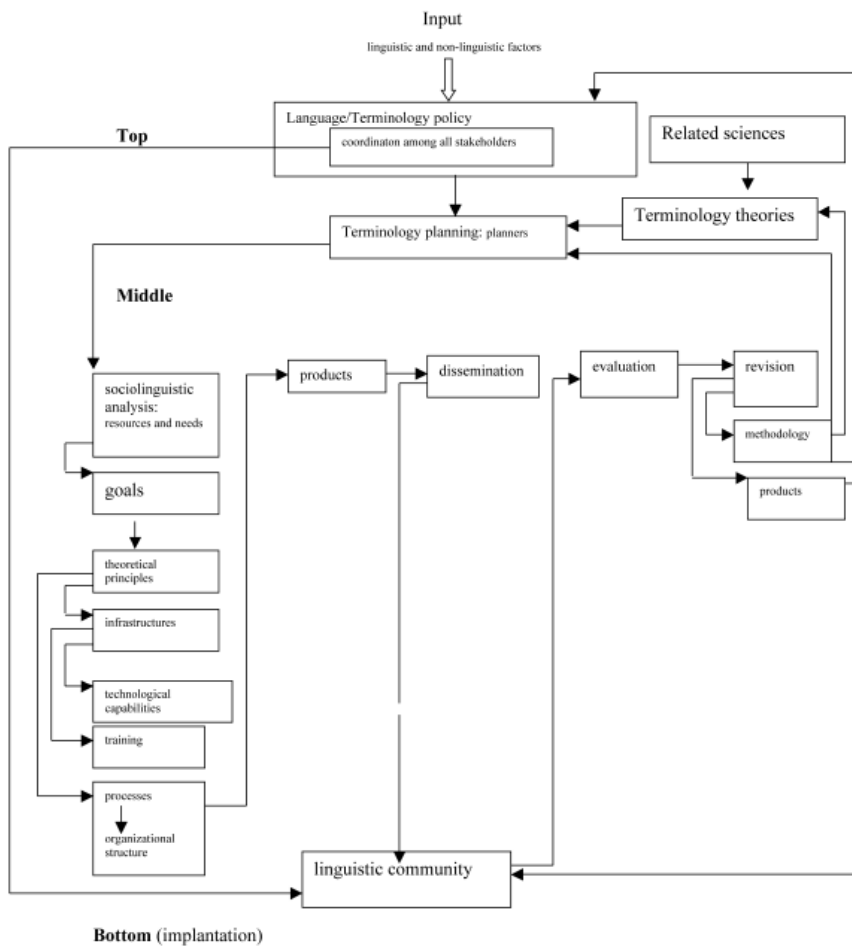 Input
linguistic and non-linguistic factors
Language/Terminology policy
Top
coordinaton among all stakeholders
Related sciences
Terminology theories
Terminology planning: planners
Middle
sociolinguistic
analysis:
resources and needs
products
dissemination
evaluation
revision
methodology
products
goals
theoretical
principles
infrastructures
technological
capabilities
training
processes
organizational
structure
linguistic community
Bottom (implantation)